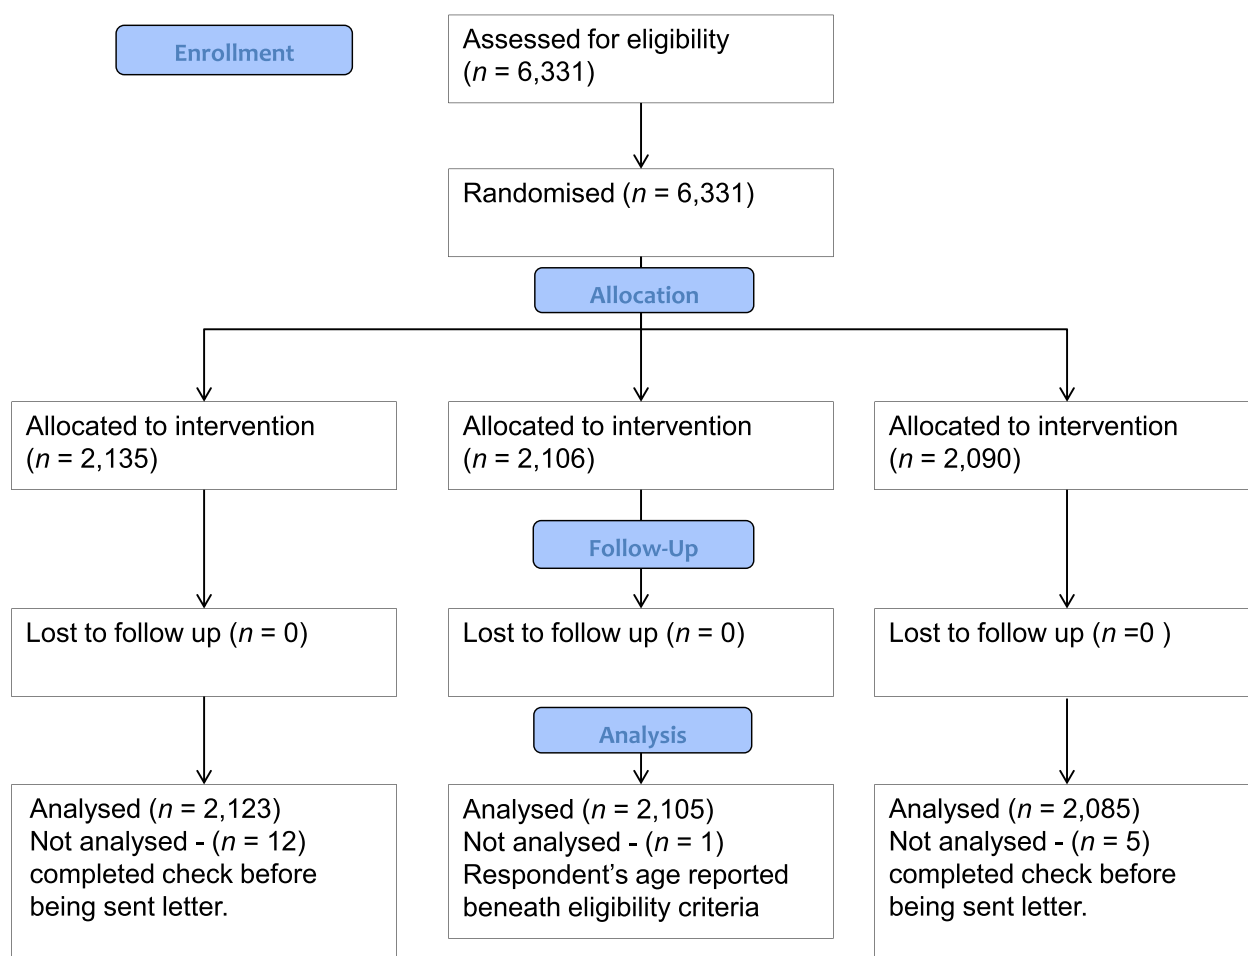 Enrollment
Assessed for eligibility
(n = 6,331)
Randomised (n = 6,331)
Allocation
Allocated to intervention
(n = 2,135)
Allocated to intervention
(n = 2,106)
Allocated to intervention
(n = 2,090)
Follow-Up
Lost to follow up (n = 0)
Lost to follow up (n = 0)
Lost to follow up (n =0 )
Analysis
Analysed (n = 2,123)
Not analysed - (n = 12)
completed check before
being sent letter.
Analysed (n = 2,105)
Not analysed - (n = 1)
Respondent’s age reported
beneath eligibility criteria
Analysed (n = 2,085)
Not analysed - (n = 5)
completed check before
being sent letter.